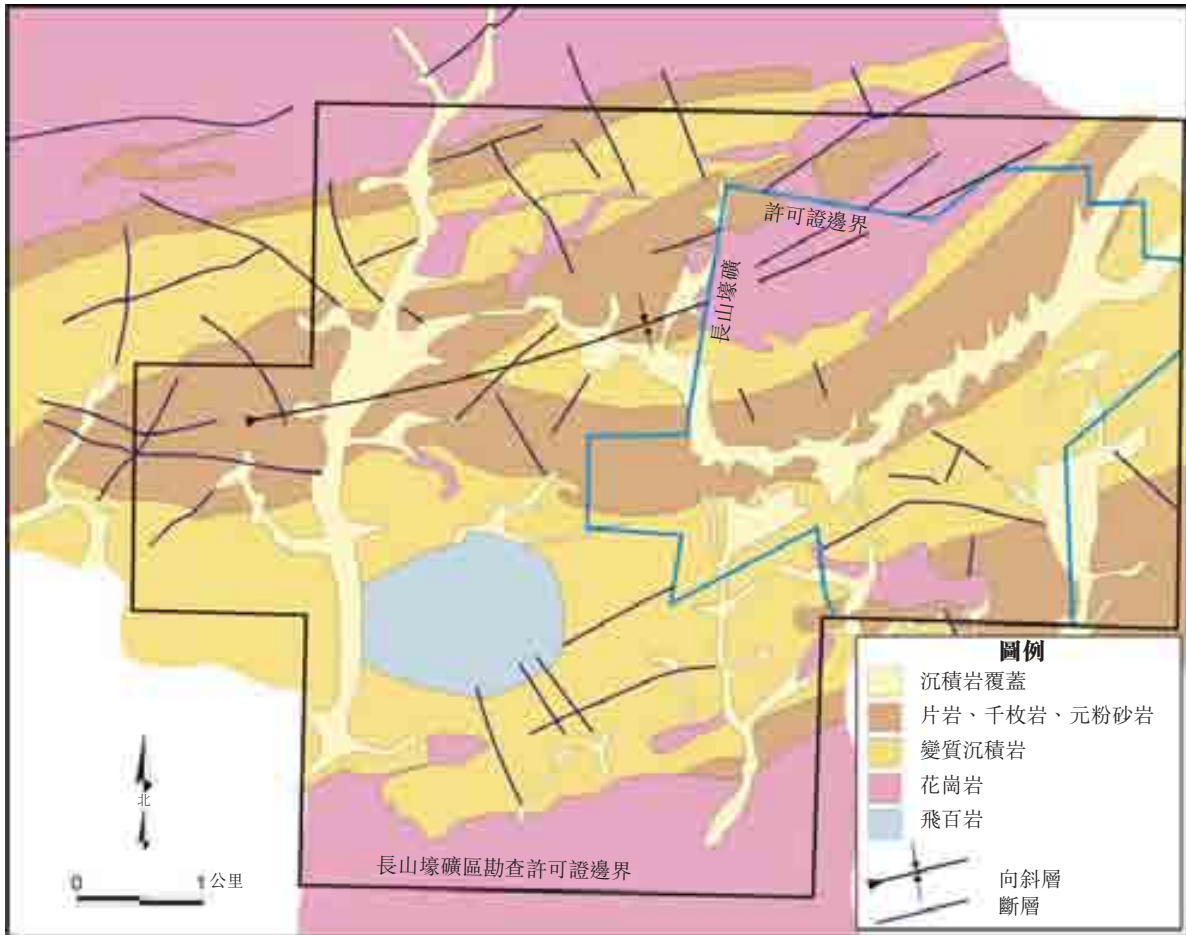 許可證邊界
長山壕礦
圖例
沉積岩覆蓋
片岩、千枚岩、元粉砂岩
變質沉積岩
花崗岩
飛百岩
向斜層
斷層
北
0 1 公里
長山壕礦區勘查許可證邊界